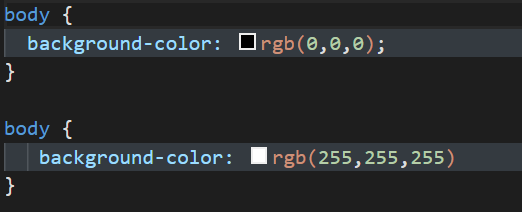 body {
background-color: rgb(0,0,0);
}
body {
background-color: rgb(255,255,255)
}